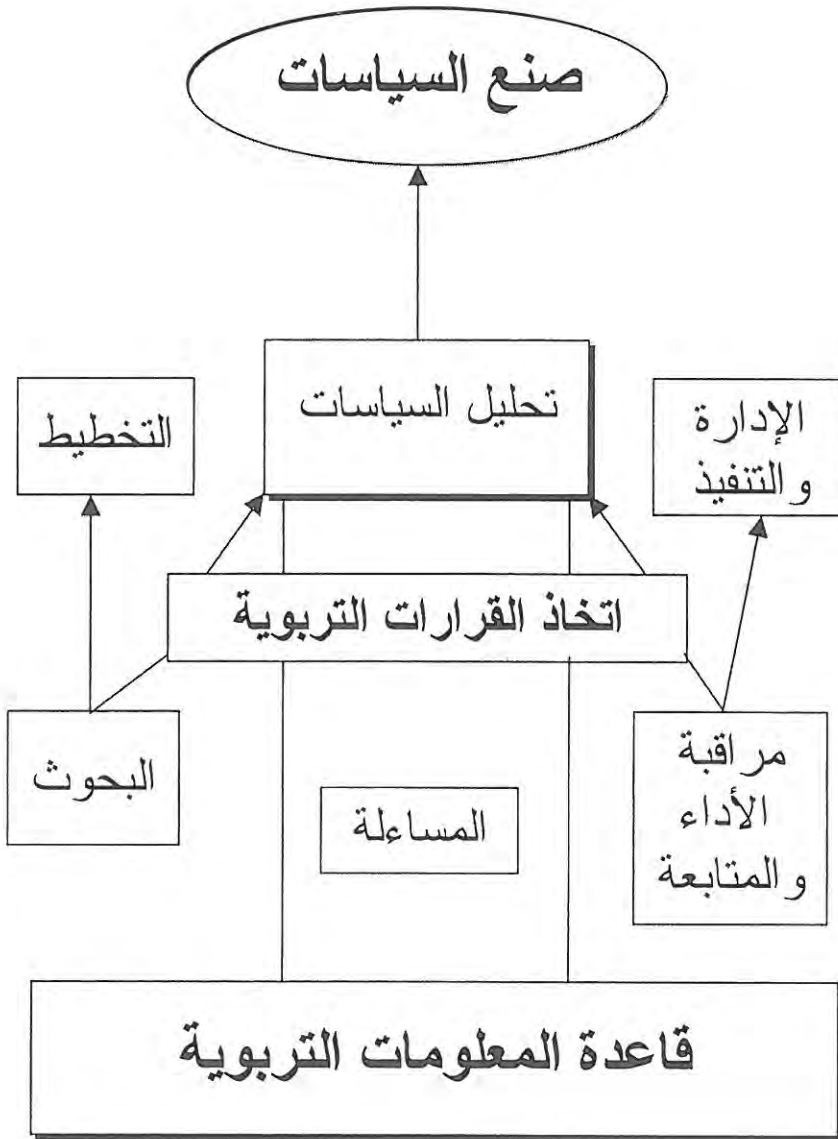 صنع السياسات
تحليل السياسات
الإدارة
والتنفيذ
التخطيط
اتخاذ القرارات التربوية
مراقبة
الأداء
والمتابعة
المساءلة
البحوث
قاعدة المعلومات التربوية